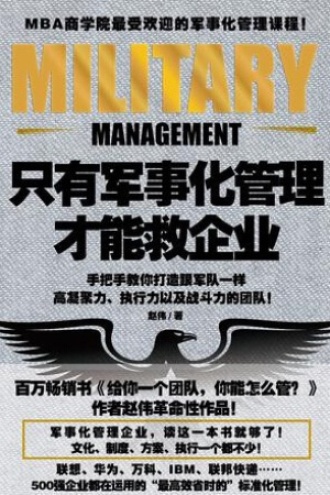 MBA商学院最受欢迎的军事化管理课程！
MILITARY
MANAGEMENT
只有军事化管理
才能救企业
手把手教你打造跟军队一样
高凝聚力、执行力以及战斗力的团队！
赵伟/著
百万畅销书《给你一个团队，你能怎么管？》
作者赵伟革命性作品！
军事化管理企业，读这一本书就够了！
文化、制度、方案、执行一个都不少！
联想、华为、万科、IBM、联邦快递……
500强企业都在运用的“最高效省时的”标准化管理！